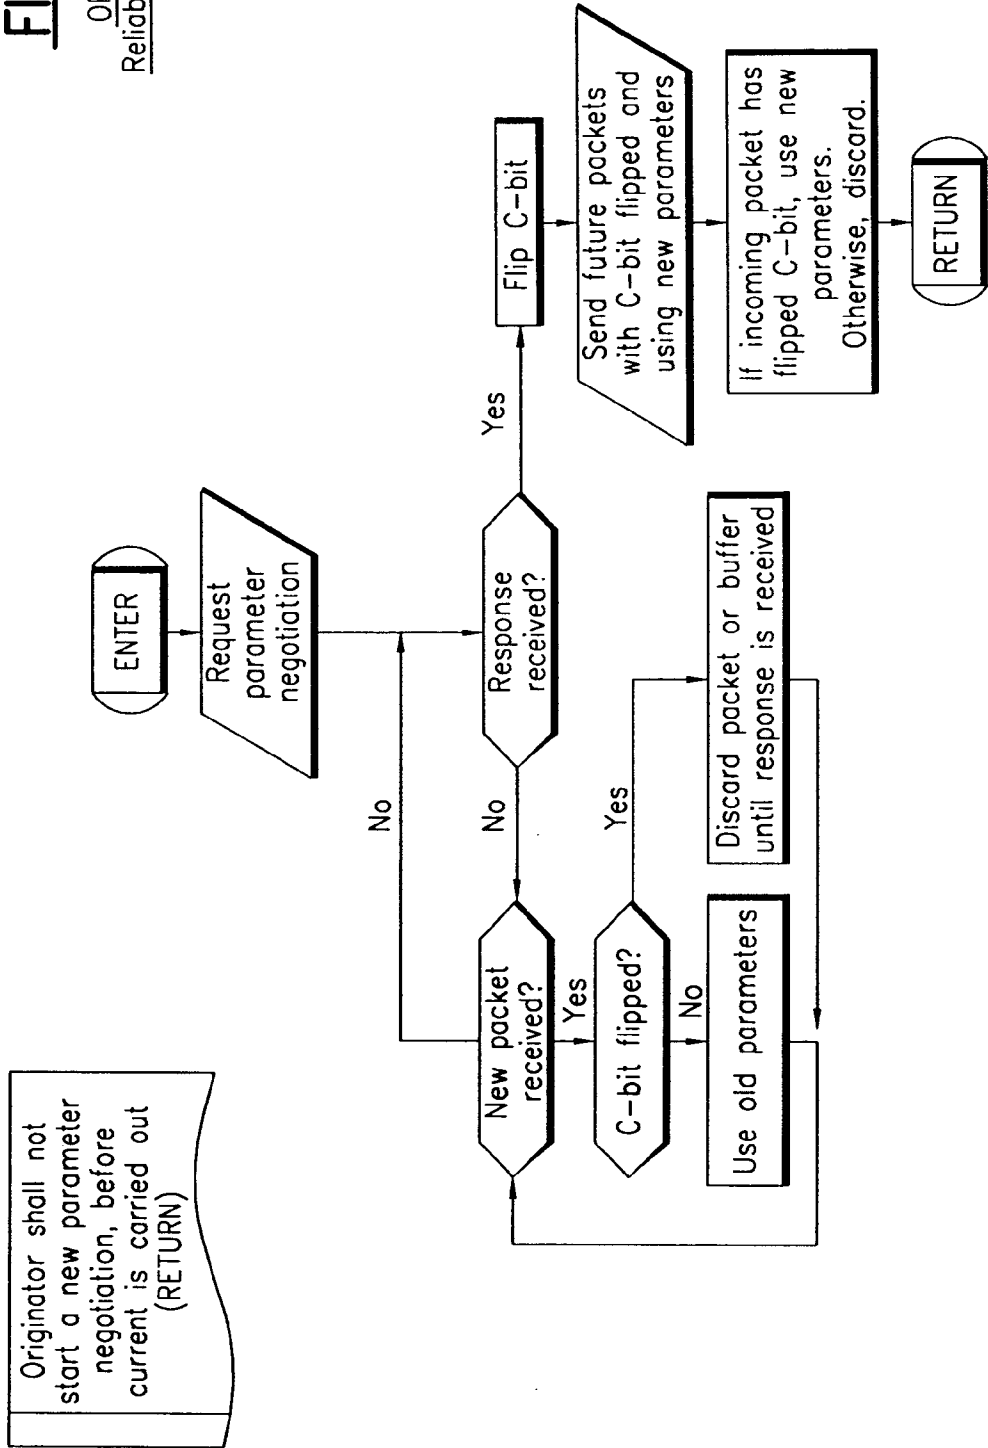 Originator shall not
start a new parameter
negotiation, before
current is carried out
(RETURN)
ENTER
Request
parameter
negotiation
No
Response
received?
No
Yes
New packet
received?
Yes
C-bit flipped?
Yes
No
Use old parameters
Discard packet or buffer
until response is received
Flip C-bit
Send future packets
with C-bit flipped and
using new parameters
If incoming packet has
flipped C-bit, use new
parameters.
Otherwise, discard.
RETURN